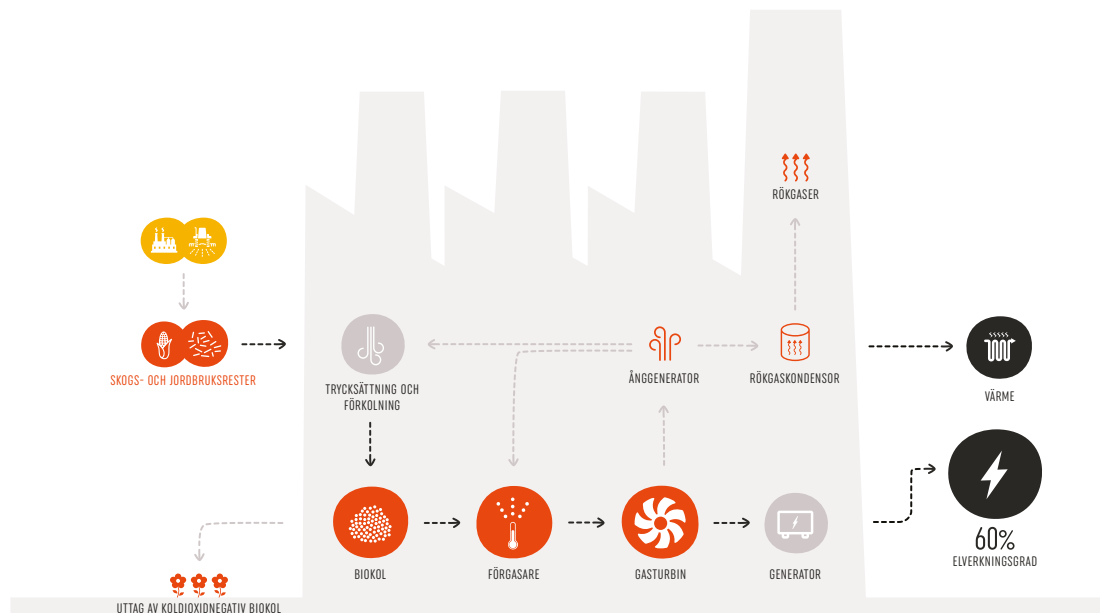 RÖKGASER
SKOGS- OCH JORDBRUKSRESTER
TRYCKSÄTTNING OCH
FÖRKOLNING
ÅNGGENERATOR
RÖKGASKONDENSOR
VÄRME
BIOKOL
FÖRGASARE
GASTURBIN
GENERATOR
60%
ELVERKNINGSGRAD
UTTAG AV KOLDIOXIDNEGATIV BIOKOL